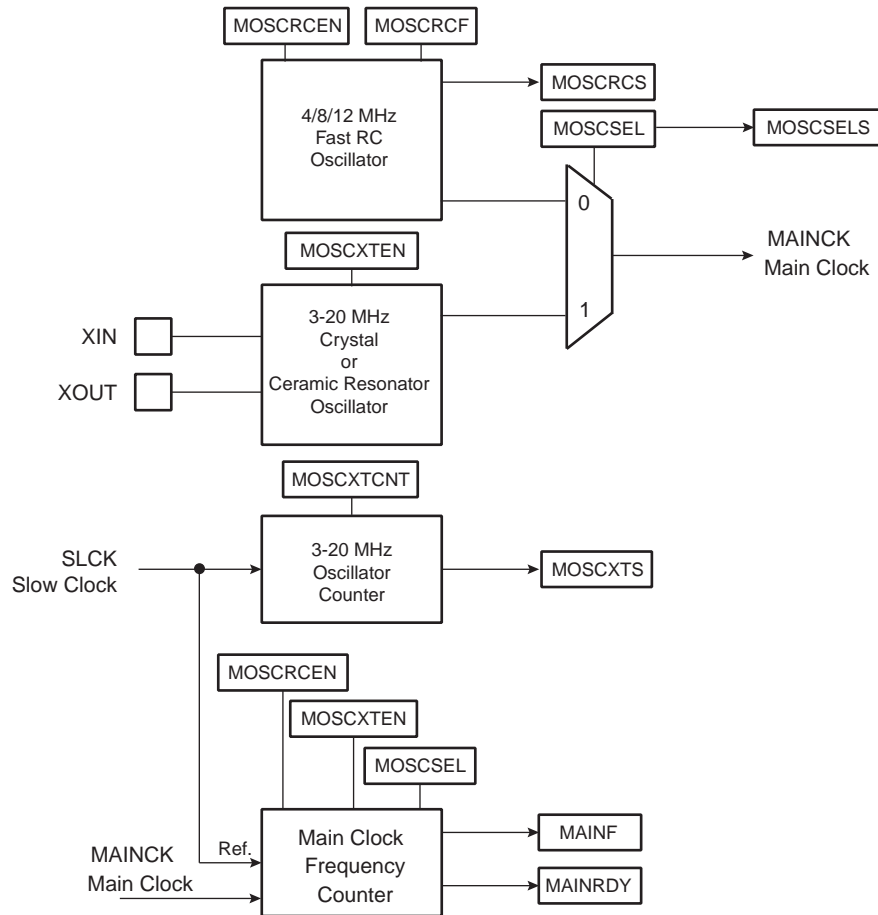 MOSCRCEN
MOSCRCF
4/8/12 MHz
Fast RC
Oscillator
MOSCRCS
MOSCSEL
MOSCSELS
0
MAINCK
Main Clock
MOSCXTEN
XIN
XOUT
3-20 MHz
Crystal
or
Ceramic Resonator
Oscillator
1
MOSCXTCNT
SLCK
Slow Clock
3-20 MHz
Oscillator
Counter
MOSCXTS
MOSCRCEN
MOSCXTEN
MOSCSEL
MAINCK
Main Clock
Ref.
Main Clock
Frequency
Counter
MAINF
MAINRDY